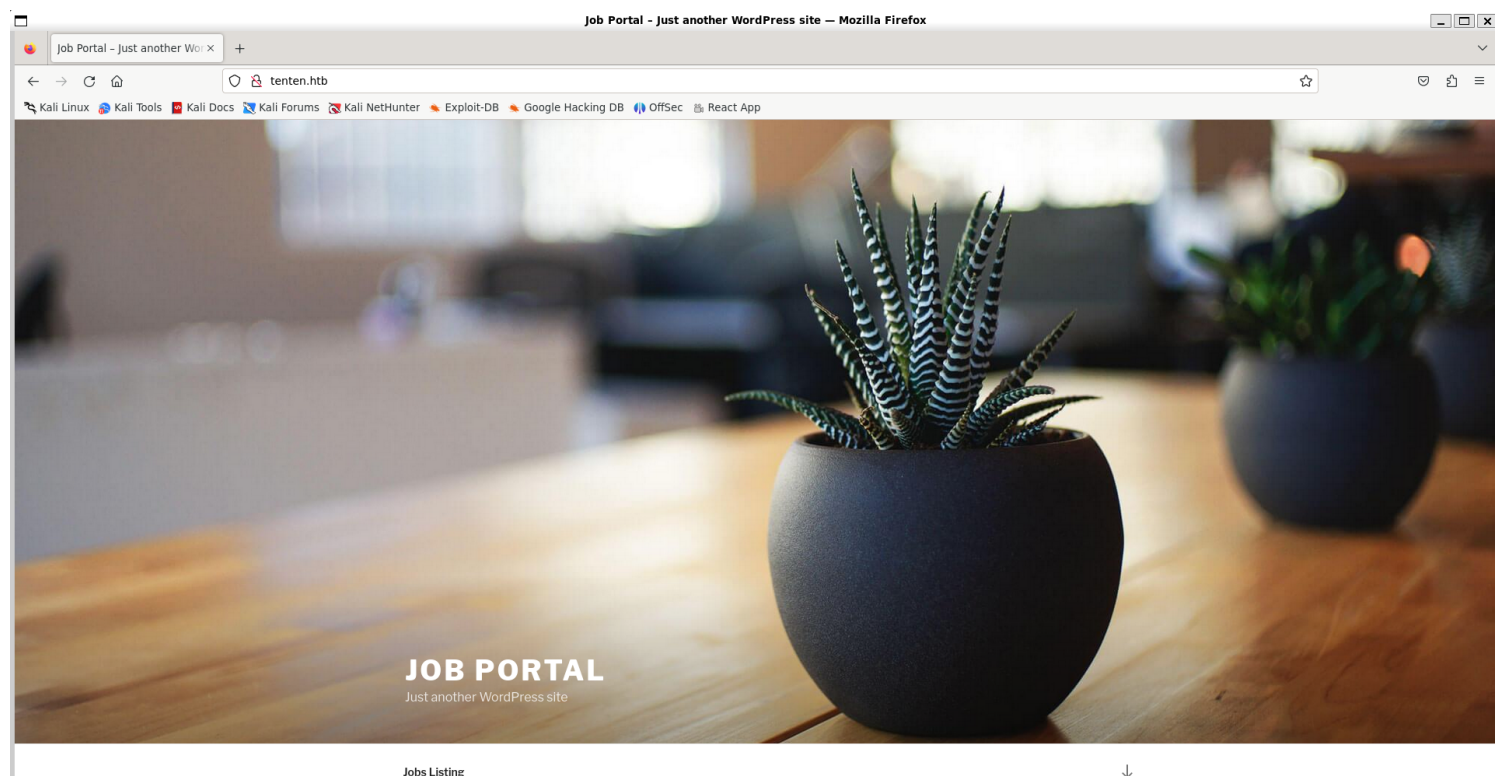 Job Portal – Just another WordPress site — Mozilla Firefox
Job Portal – Just another Wor
tenten.htb
Kali Linux Kali Tools Kali Docs Kali Forums Kali NetHunter Exploit-DB Google Hacking DB OffSec React App
JOB PORTAL
Just another WordPress site
Jobs Listing